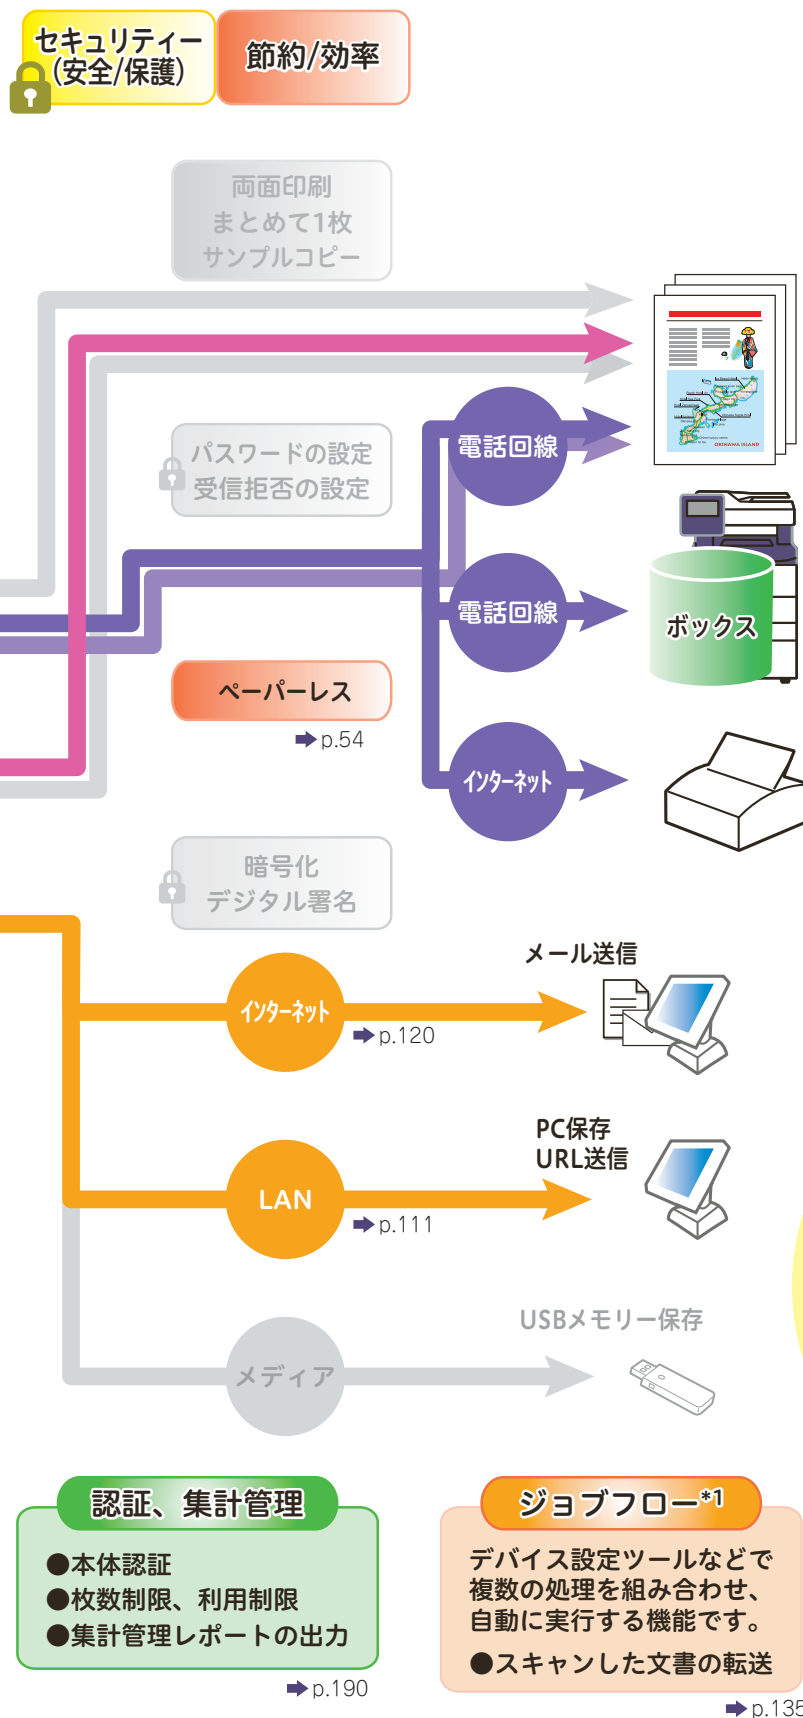 セキュリティー
(安全/保護)
節約/効率
両面印刷
まとめて1枚
サンプルコピー
パスワードの設定
受信拒否の設定
電話回線
電話回線
ボックス
ペーパーレス
p.54
インターネット
暗号化
デジタル署名
メール送信
インターネット
p.120
PC保存
URL送信
LAN
p.111
USBメモリー保存
メディア
認証、集計管理
●本体認証
●枚数制限、利用制限
●集計管理レポートの出力
p.190
ジョブフロー*1
デバイス設定ツールなどで
複数の処理を組み合わせ、
自動に実行する機能です。
●スキャンした文書の転送
p.135
OKINAWA ISLAND